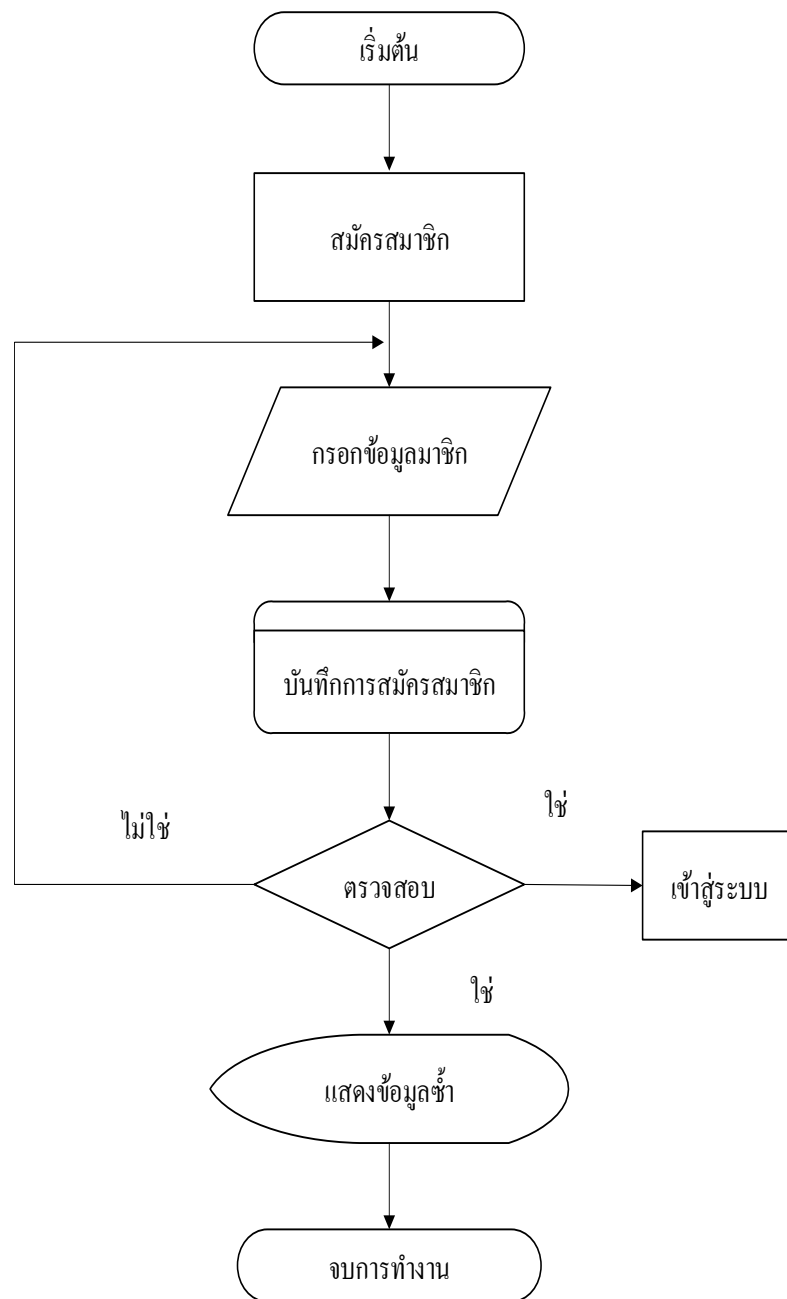 เริ่มต้น
สมัครสมาชิก
กรอกข้อมูลมาชิก
บันทึกการสมัครสมาชิก
ไม่ใช่
ใช่
ตรวจสอบ
เข้าสู่ระบบ
ใช่
แสดงข้อมูลซ้ำ
จบการทำงาน